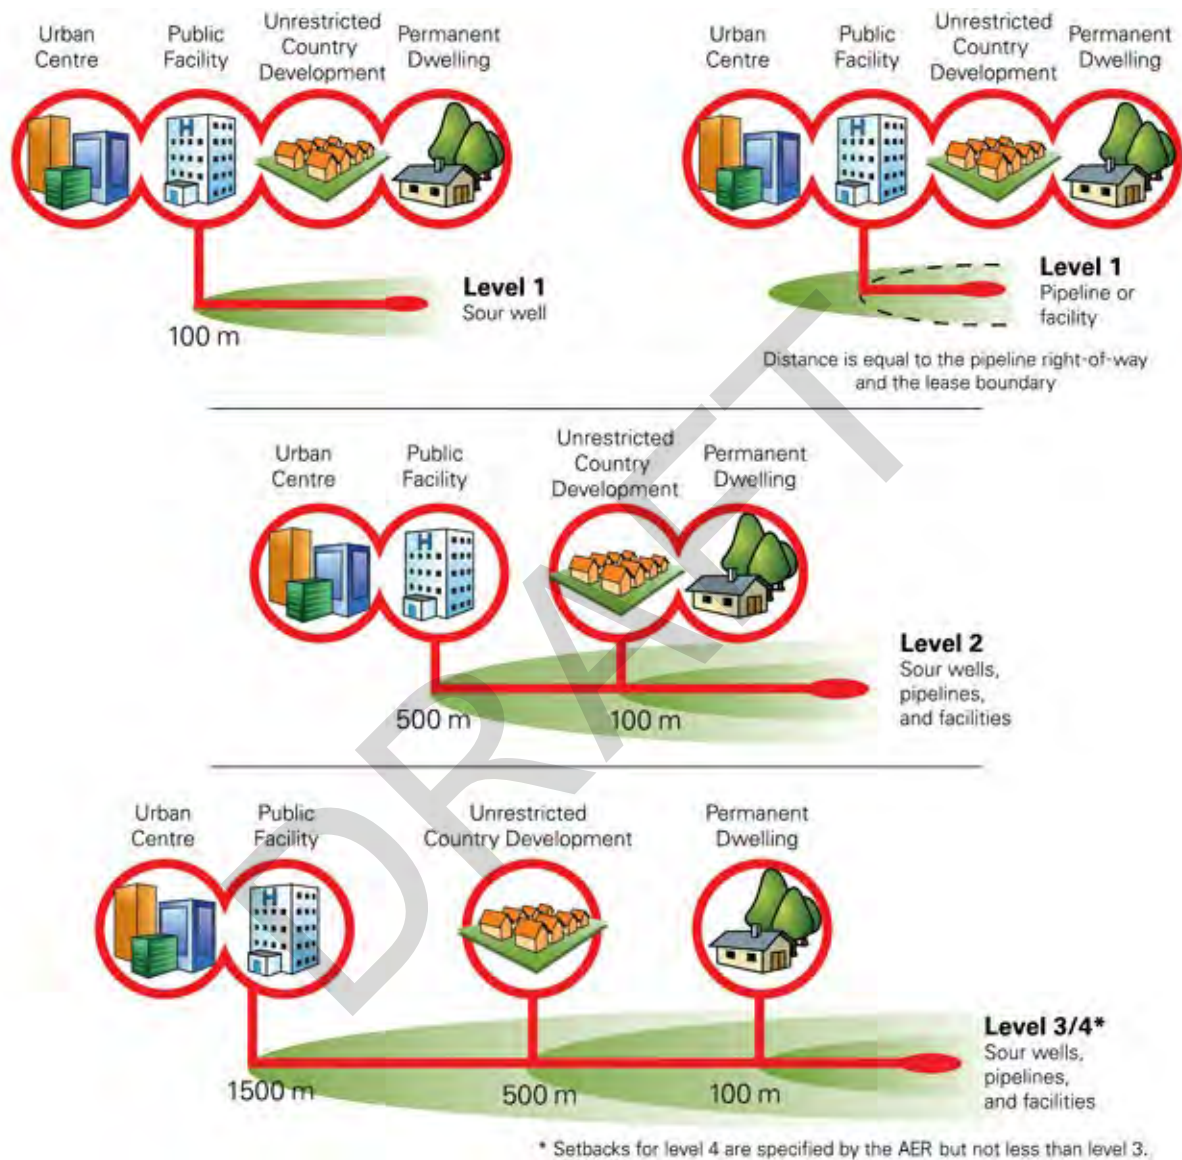 Urban
Centre
Public
Facility
Unrestricted
Country
Development
Permanent
Dwelling
H
100 m
Level 1
Sour well
Urban
Centre
Public
Facility
Unrestricted
Country
Development
Permanent
Dwelling
H
Level 1
Pipeline or
facility
Distance is equal to the pipeline right-of-way
and the lease boundary
Urban
Centre
Public
Facility
Unrestricted
Country
Development
Permanent
Dwelling
H
500 m
100 m
Level 2
Sour wells,
pipelines,
and facilities
Urban
Centre
Public
Facility
Unrestricted
Country Development
Permanent
Dwelling
H
1500 m
500 m
100 m
Level 3/4*
Sour wells,
pipelines,
and facilities
* Setbacks for level 4 are specified by the AER but not less than level 3.
DRAFT